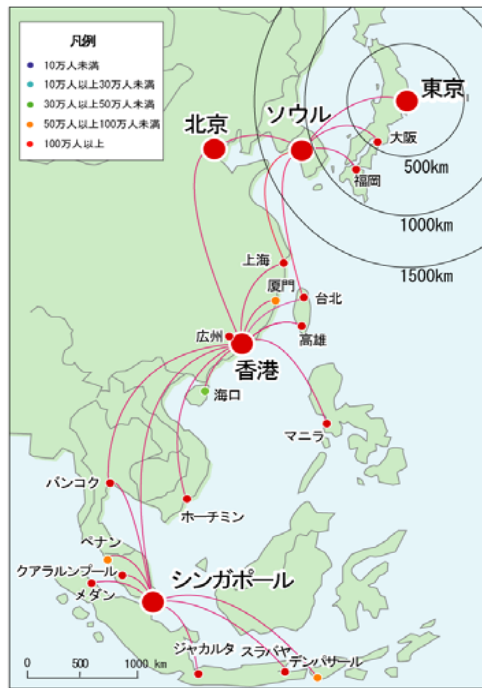 凡例
10万人未満
10万人以上30万人未満
30万人以上50万人未満
50万人以上100万人未満
100万人以上
東京
ソウル
北京
大阪
500km
福岡
1000km
上海
1500km
厦門
台北
広州
高雄
香港
海口
マニラ
バンコク
ホーチミン
ペナン
クアラルンプール
シンガポール
メダン
ジャカルタ
スラバヤ
デンパサール
0 500 1000 km